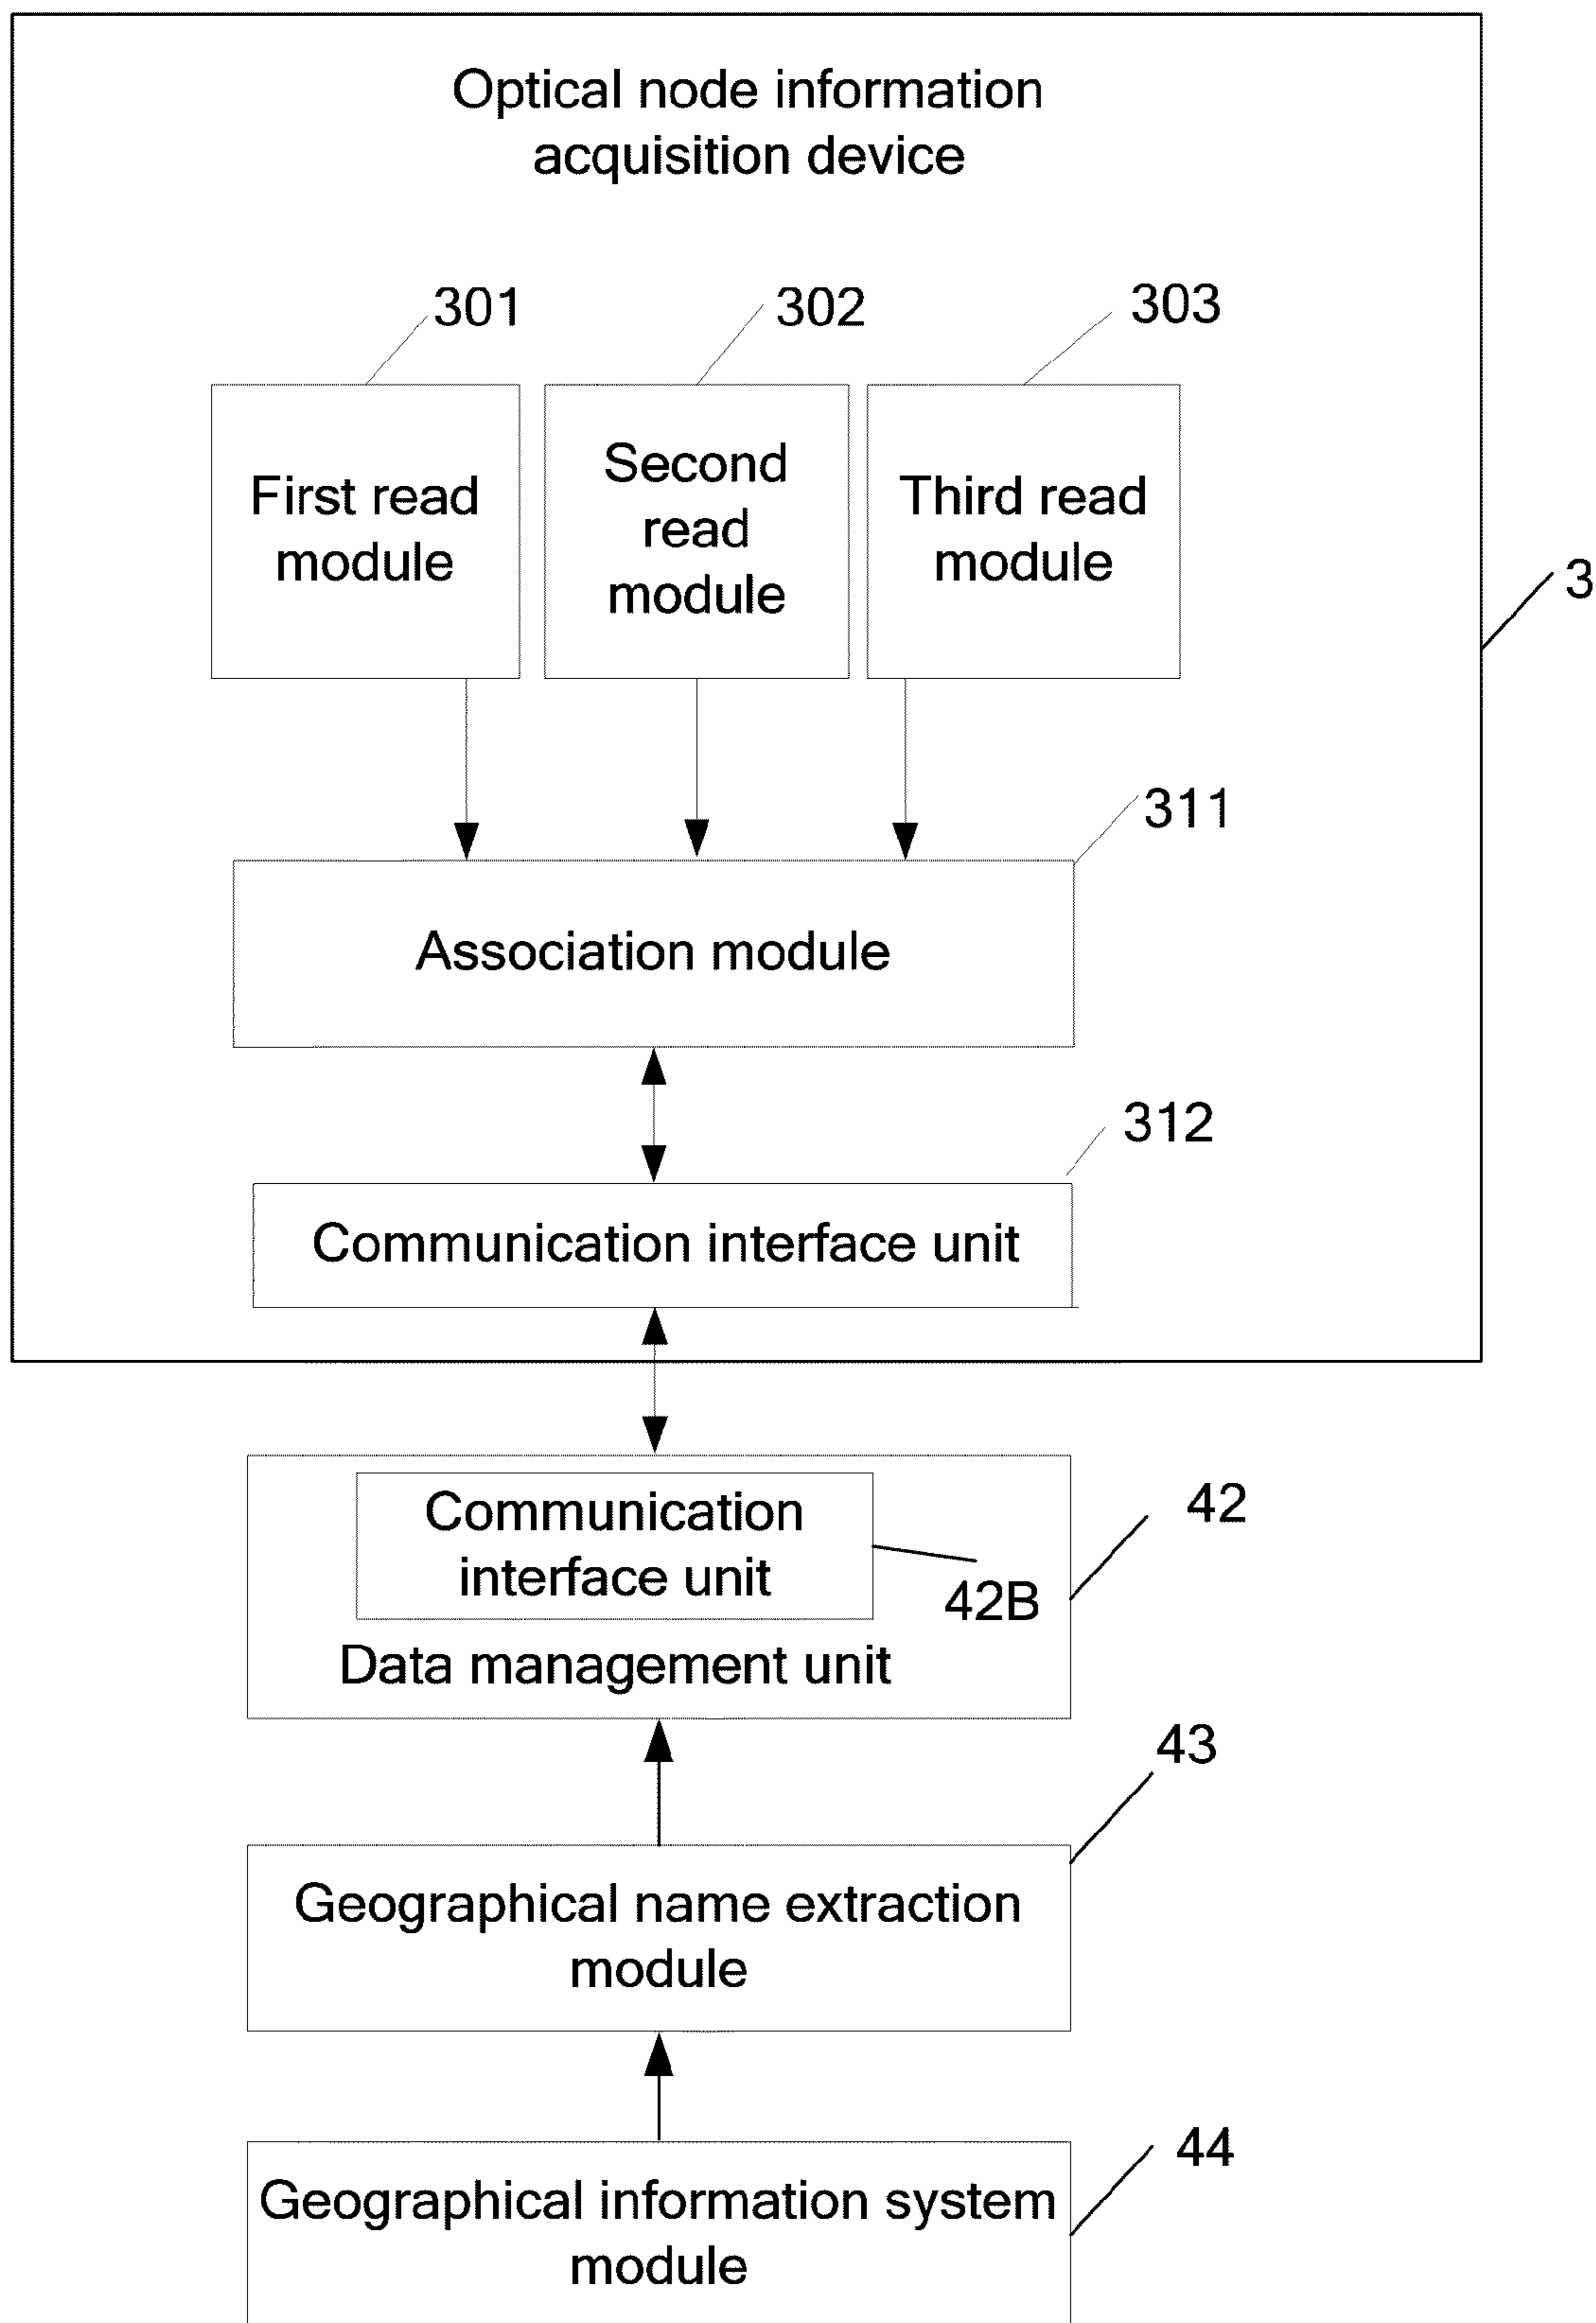 Optical node information
acquisition device
301
302
303
First read
module
Second
read
module
Third read
module
3
311
Association module
312
Communication interface unit
Communication
interface unit
42
42B
Data management unit
43
Geographical name extraction
module
44
Geographical information system
module